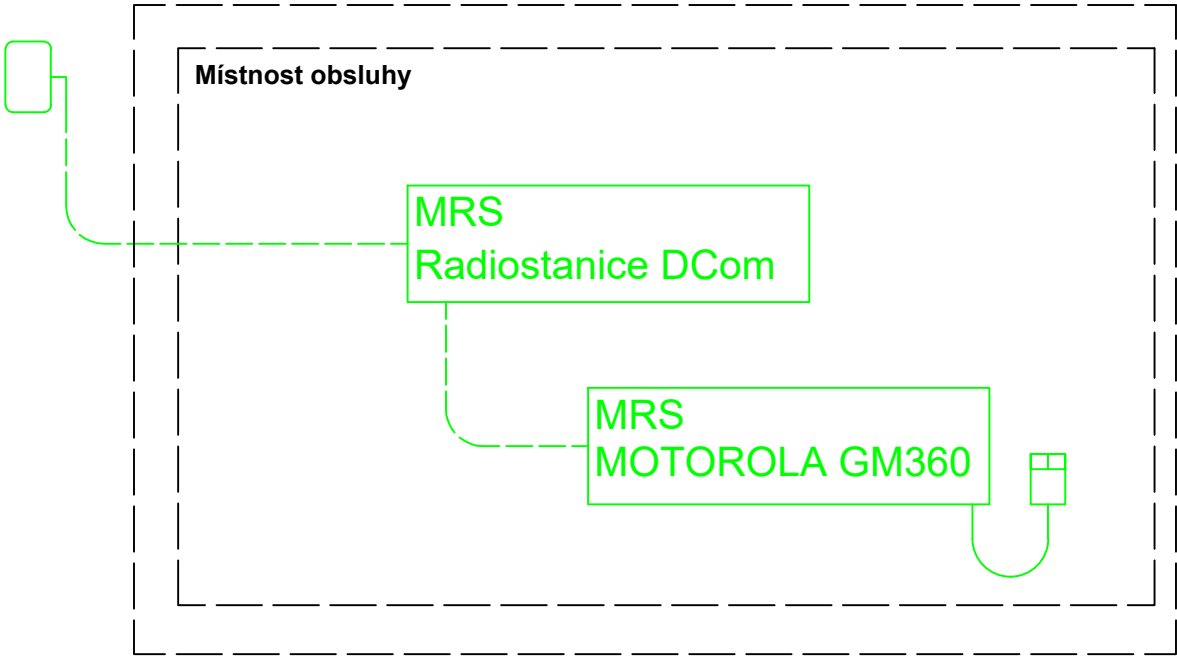 Místnost obsluhy
MRS
Radiostanice DCom
MRS
MOTOROLA GM360